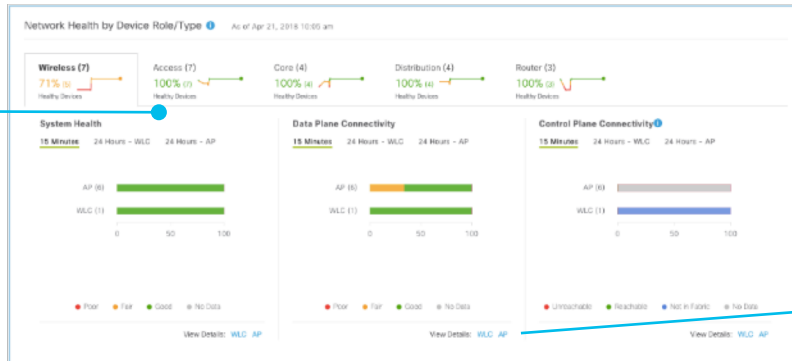 Network Health by Device Role/Type As of Apr 21, 2018 10:05 am
Wireless (7) Access (7) Core (4) Distribution (4) Router (3)
71% (5) 100% (7) 100% (4) 100% (4) 100% (3)
Healthy Devices Healthy Devices Healthy Devices Healthy Devices Healthy Devices
System Health Data Plane Connectivity Control Plane Connectivity
15 Minutes 24 Hours - WLC 24 Hours - AP 15 Minutes 24 Hours - WLC 24 Hours - AP 15 Minutes 24 Hours - WLC 24 Hours - AP
AP (6) AP (6) AP (6)
WLC (1) WLC (1) WLC (1)
0 50 100 0 50 100 0 50 100
Poor Fair Good No Data Poor Fair Good No Data Unreachable Reachable Not in Fabric No Data
View Details: WLC AP View Details: WLC AP View Details: WLC AP